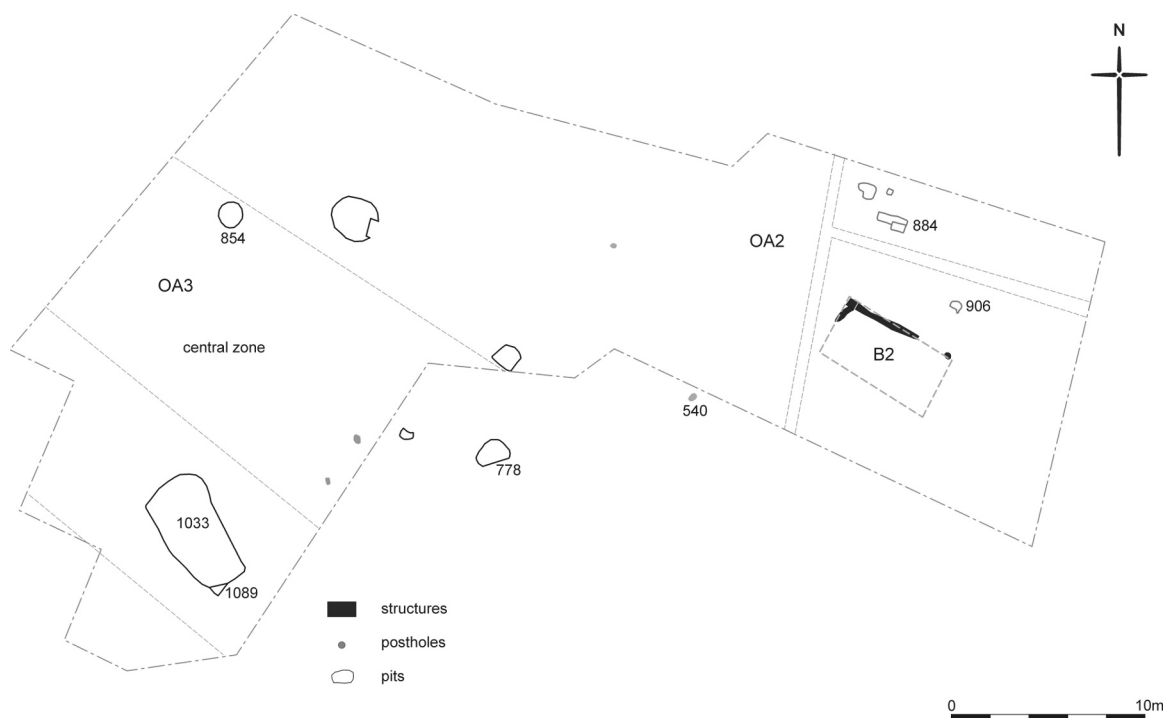 N
OA2
884
854
OA3
906
central zone
B2
540
778
1033
1089
structures
postholes
pits
0 10m